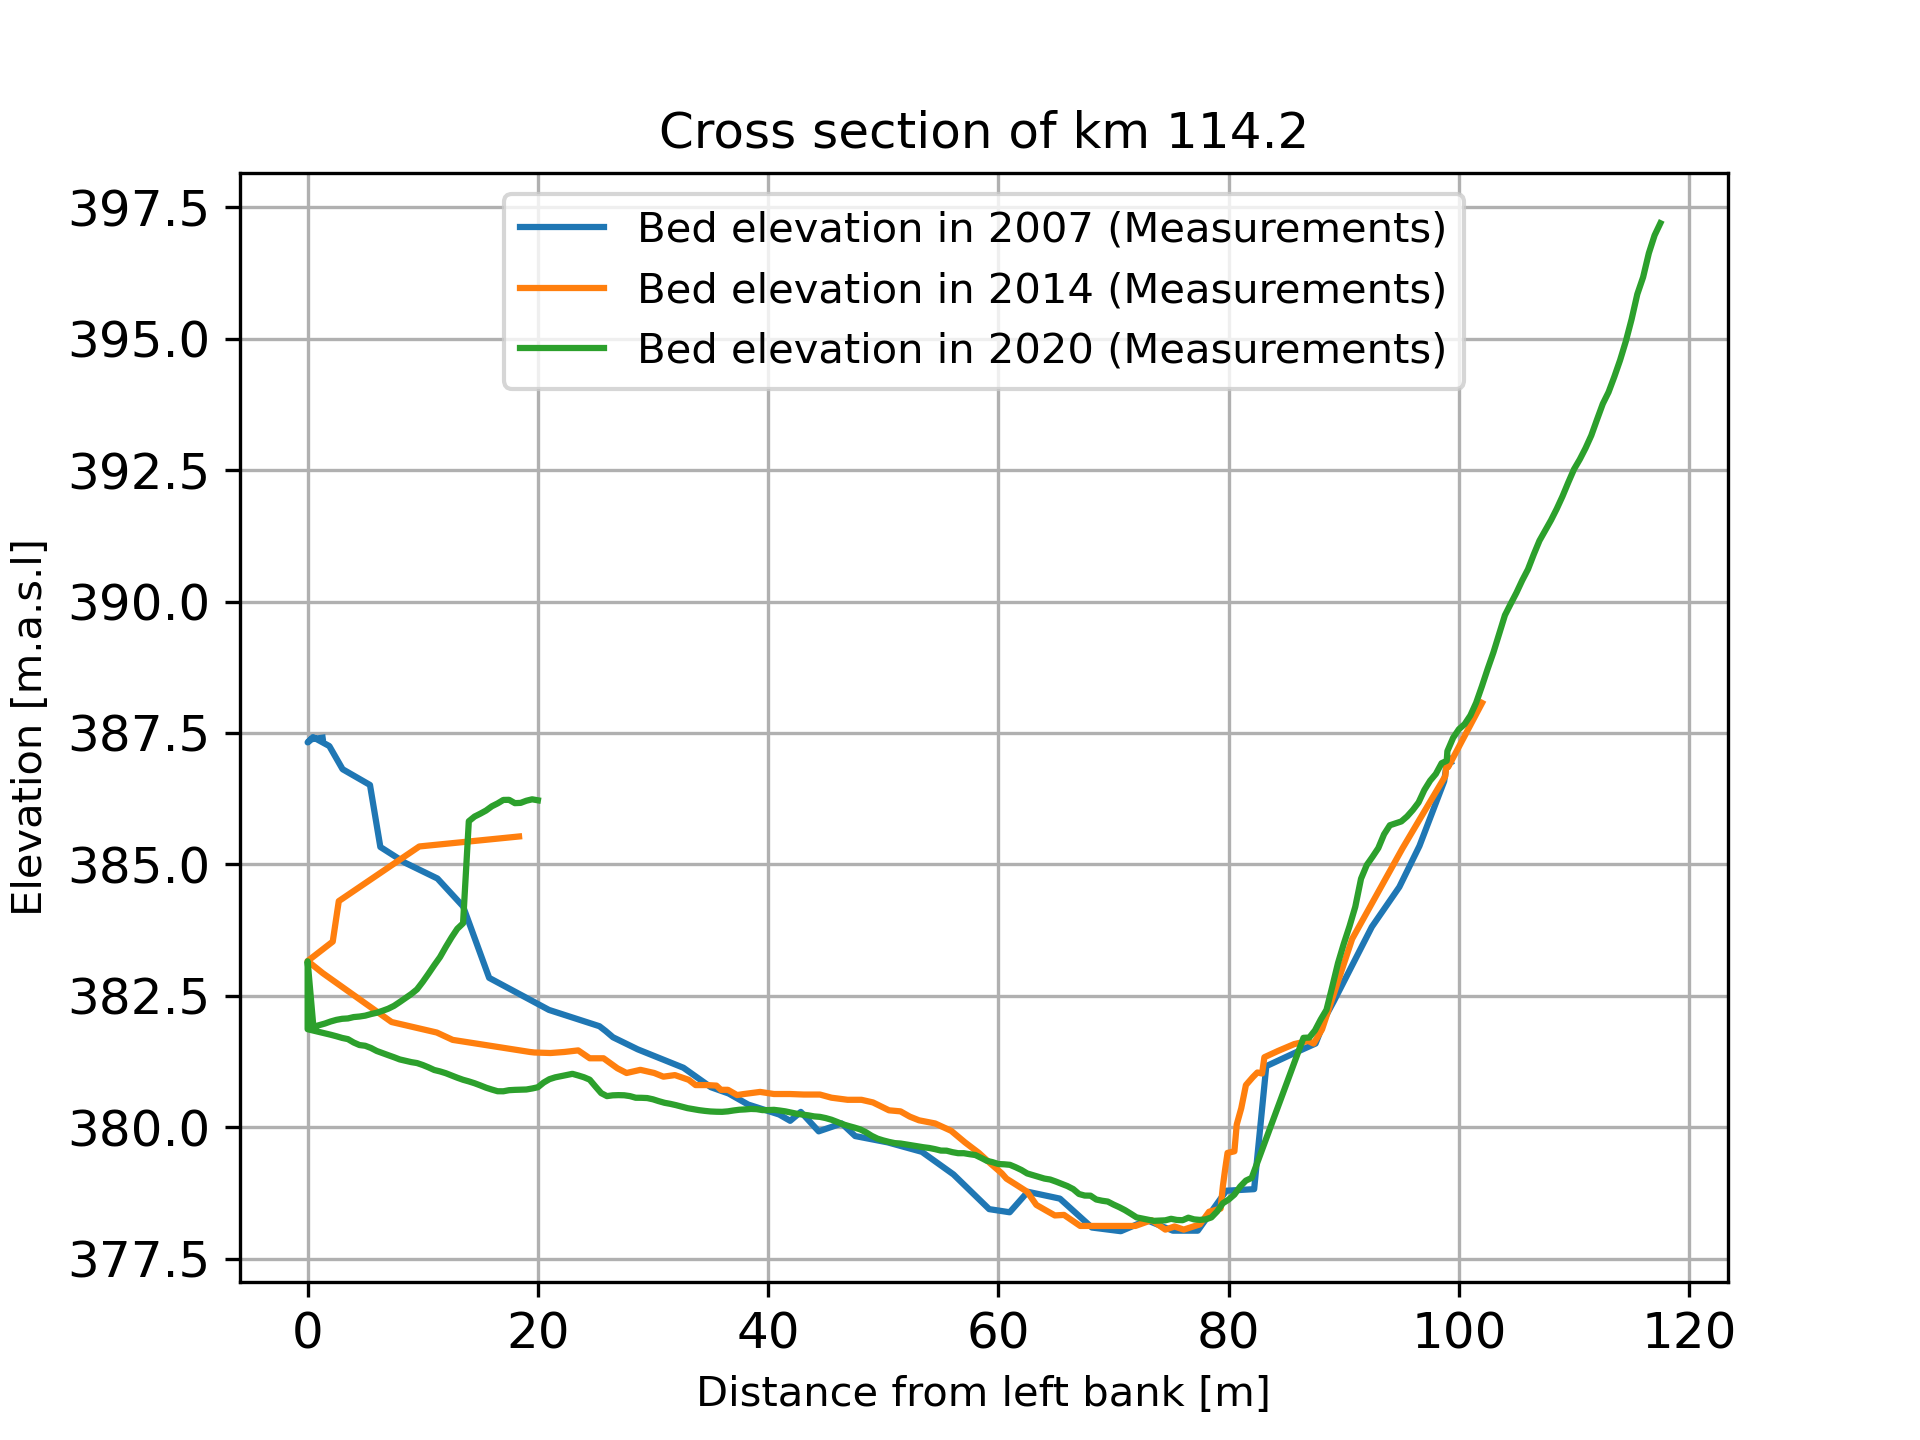 Cross section of km 114.2
Bed elevation in 2007 (Measurements)
Bed elevation in 2014 (Measurements)
Bed elevation in 2020 (Measurements)
397.5
395.0
392.5
390.0
387.5
385.0
382.5
380.0
377.5
Elevation [m.a.s.l]
0 20 40 60 80 100 120
Distance from left bank [m]